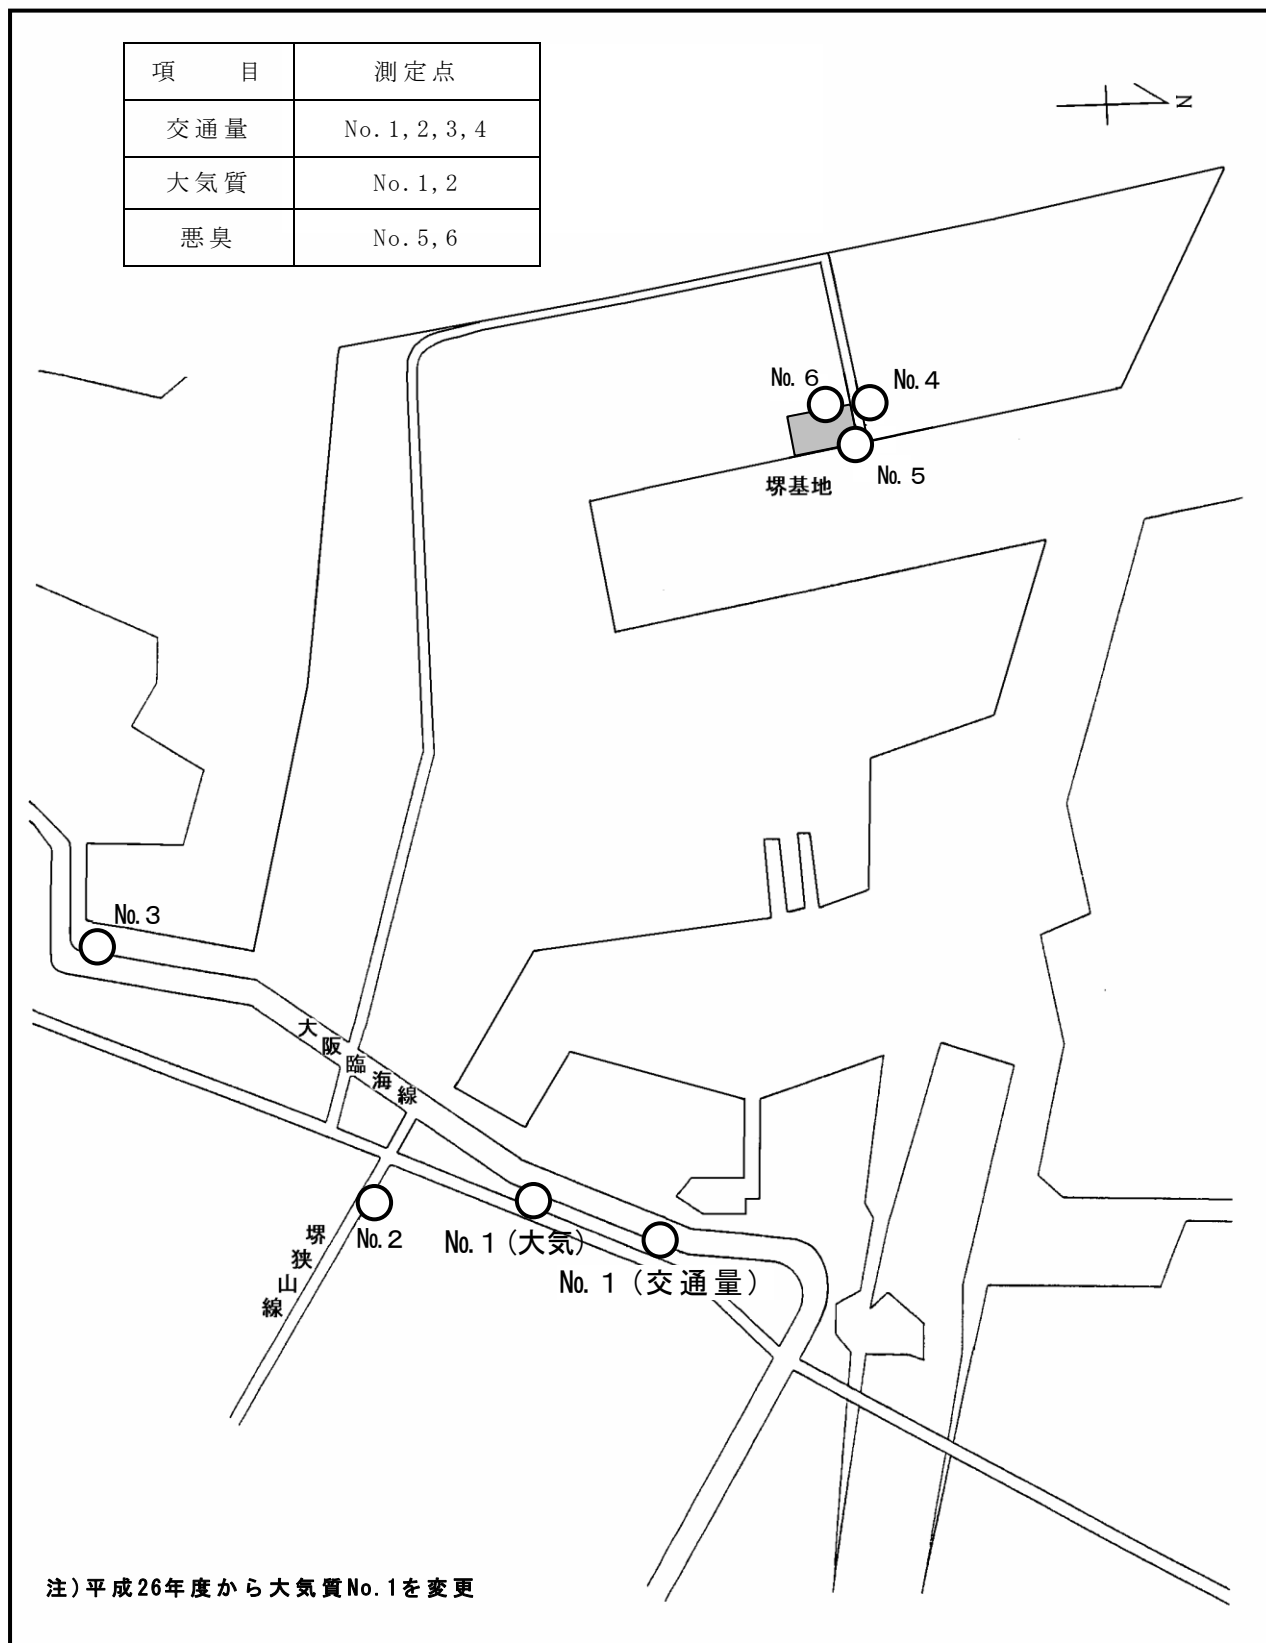 項 目 測定点
交通量 No.1,2,3,4
大気質 No.1,2
悪臭 No.5,6
N
No.6
No.4
No.5
堺基地
No.3
大阪臨海線
No.2
No.1(大気)
No.1(交通量)
堺狭山線
注)平成26年度から大気質No.1を変更